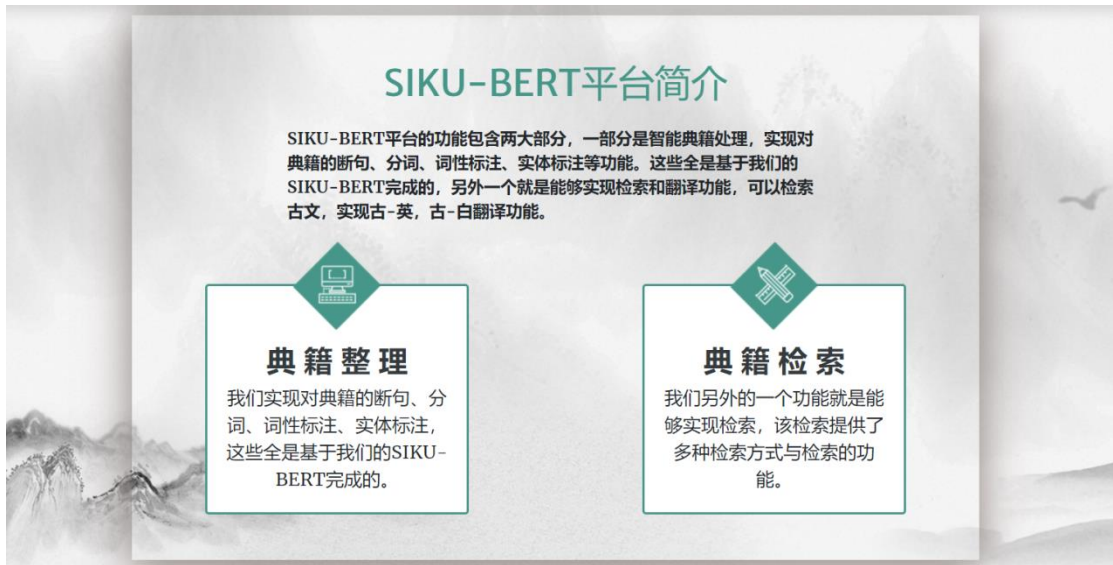 SIKU-BERT平台简介
SIKU-BERT平台的功能包含两大部分，一部分是智能典籍处理，实现对
典籍的断句、分词、词性标注、实体标注等功能。这些全是基于我们的
SIKU-BERT完成的，另外一个就是能够实现检索和翻译功能，可以检索
古文，实现古-英，古-白翻译功能。
典籍整理
我们实现对典籍的断句、分
词、词性标注、实体标注，
这些全是基于我们的SIKU-
BERT完成的。
典籍检索
我们另外的一个功能就是能
够实现检索，该检索提供了
多种检索方式与检索的功
能。